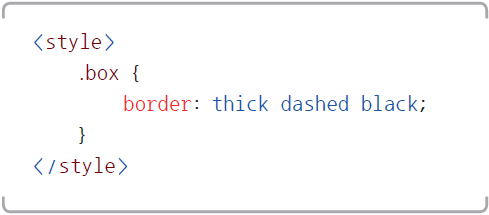 <style>
    .box {
        border: thick dashed black;
    }
</style>